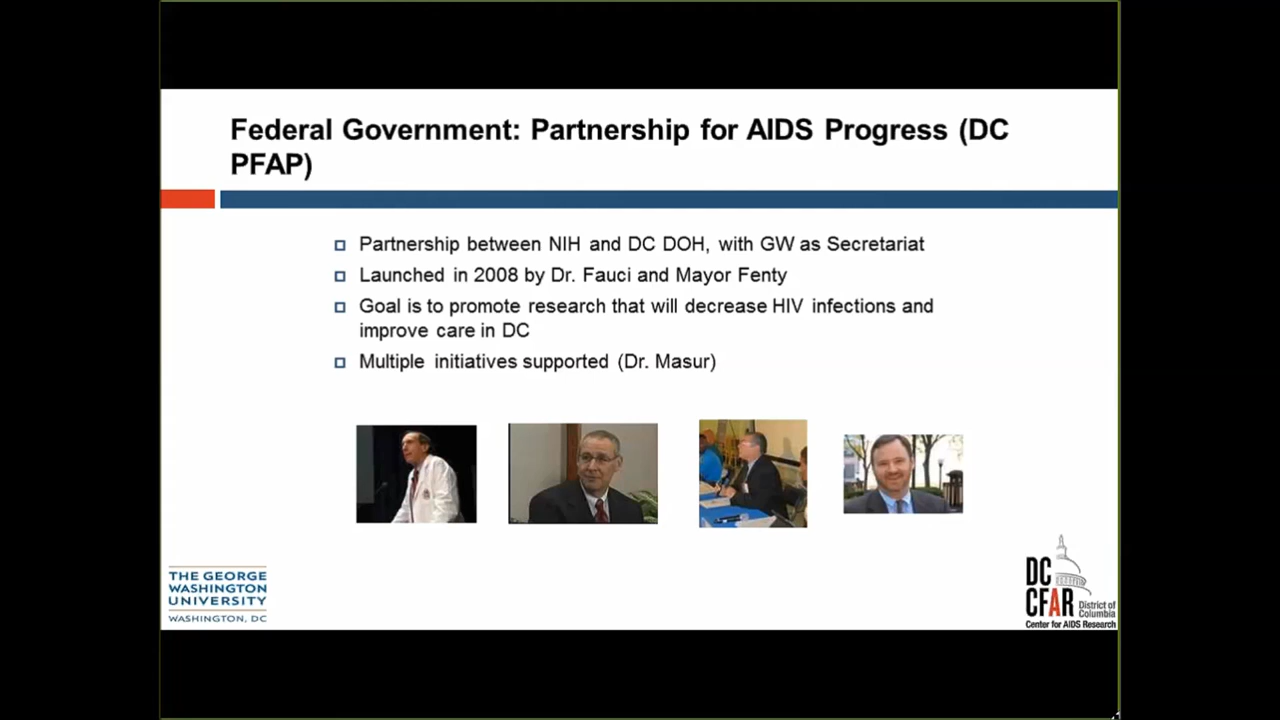 Federal Government: Partnership for AIDS Progress (DC
PFAP)
Partnership between NIH and DC DOH, with GW as Secretariat
Launched in 2008 by Dr. Fauci and Mayor Fenty
Goal is to promote research that will decrease HIV infections and
improve care in DC
Multiple initiatives supported (Dr. Masur)
THE GEORGE
WASHINGTON
UNIVERSITY
WASHINGTON, DC
DC
CFAR
District of
Columbia
Center for AIDS Research